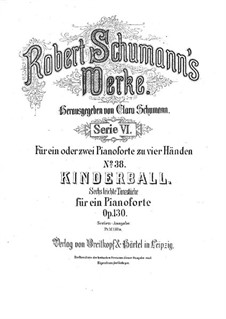 Robert Schumann's
Werke.
Herausgegeben von Clara Schumann.
Serie VI.
Für ein oder zwei Pianoforte zu vier Händen
No. 38.
KINDERBALL.
Sechs leichte Tanzstücke
für ein Pianoforte
Op. 130.
Verlag von Breitkopf & Härtel in Leipzig.